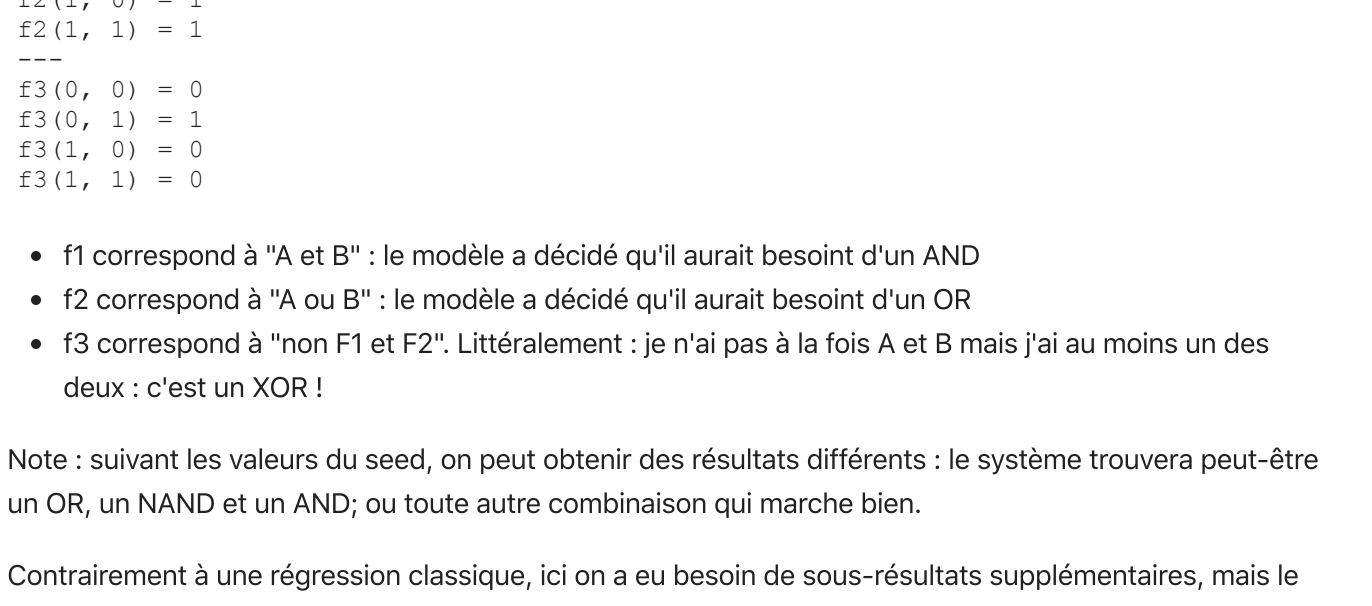 f2(1, 0) = 1
f2(1, 1) = 1
---
f3(0, 0) = 0
f3(0, 1) = 1
f3(1, 0) = 0
f3(1, 1) = 0
• f1 correspond à "A et B" : le modèle a décidé qu'il aurait besoint d'un AND
• f2 correspond à "A ou B" : le modèle a décidé qu'il aurait besoint d'un OR
• f3 correspond à "non F1 et F2". Littéralement : je n'ai pas à la fois A et B mais j'ai au moins un des
deux : c'est un XOR !
Note : suivant les valeurs du seed, on peut obtenir des résultats différents : le système trouvera peut-être
un OR, un NAND et un AND; ou toute autre combinaison qui marche bien.
Contrairement à une régression classique, ici on a eu besoin de sous-résultats supplémentaires, mais le